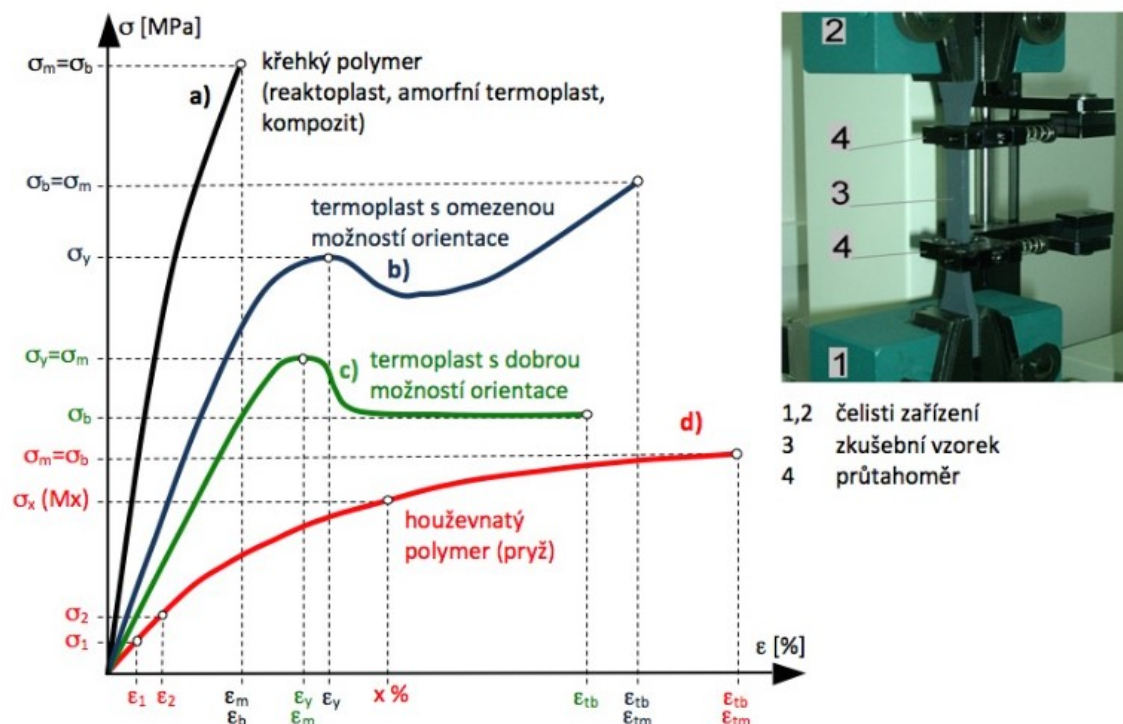 σ [MPa]
σm=σb
a)
křehký polymer
(reaktoplast, amorfní termoplast,
kompozit)
σb=σm
termoplast s omezenou
možností orientace
b)
σy
σy=σm
c)
termoplast s dobrou
možností orientace
σb
d)
σm=σb
σx (Mx)
houževnatý
polymer (pryž)
σ2
σ1
ε [%]
ε1 ε2 εm εy εy x % εtb εtb εtb
εb εm εtm εtm
2
4
3
4
1
1,2 čelisti zařízení
3 zkušební vzorek
4 průtahoměr